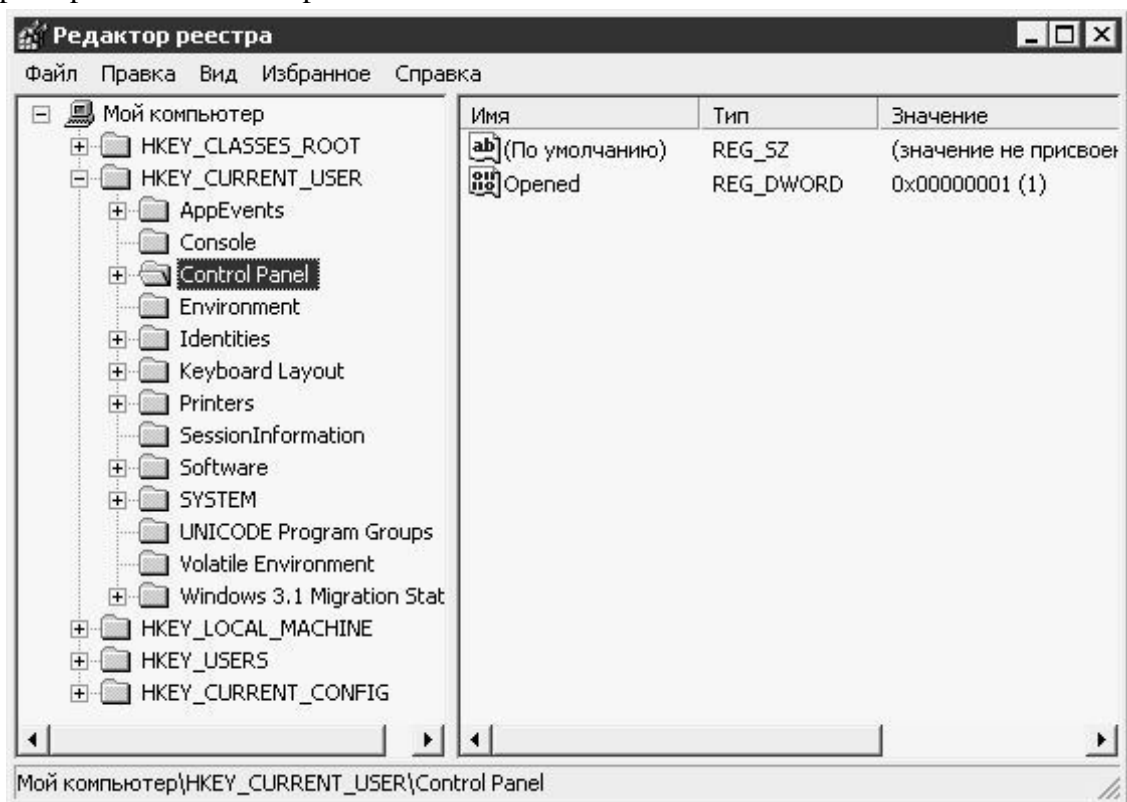 Редактор реестра
Файл Правка Вид Избранное Справка
Мой компьютер
HKEY_CLASSES_ROOT
HKEY_CURRENT_USER
AppEvents
Console
Control Panel
Environment
Identities
Keyboard Layout
Printers
SessionInformation
Software
SYSTEM
UNICODE Program Groups
Volatile Environment
Windows 3.1 Migration Stat
HKEY_LOCAL_MACHINE
HKEY_USERS
HKEY_CURRENT_CONFIG
Имя Тип Значение
(По умолчанию) REG_SZ (значение не присвоен
Opened REG_DWORD 0x00000001 (1)
Мой компьютер\HKEY_CURRENT_USER\Control Panel